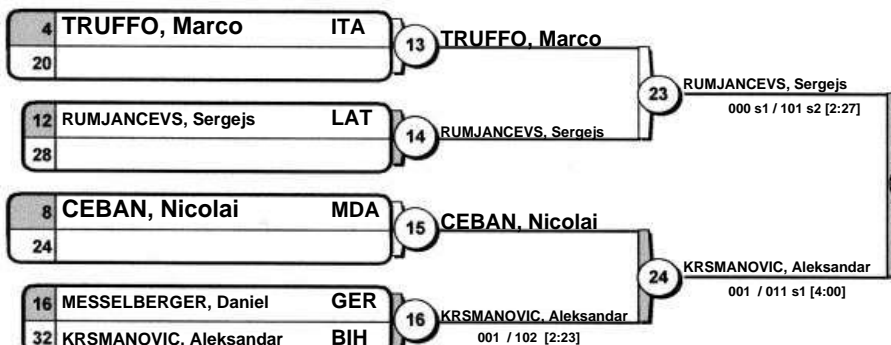 4 TRUFFO, Marco ITA
20
13 TRUFFO, Marco
12 RUMJANCEVS, Sergejs LAT
28
14 RUMJANCEVS, Sergejs
23 RUMJANCEVS, Sergejs
000 s1 / 101 s2 [2:27]
8 CEBAN, Nicolai MDA
24
15 CEBAN, Nicolai
16 MESSELBERGER, Daniel GER
32 KRSMANOVIC, Aleksandar BIH
16 KRSMANOVIC, Aleksandar
001 / 102 [2:23]
24 KRSMANOVIC, Aleksandar
001 / 011 s1 [4:00]